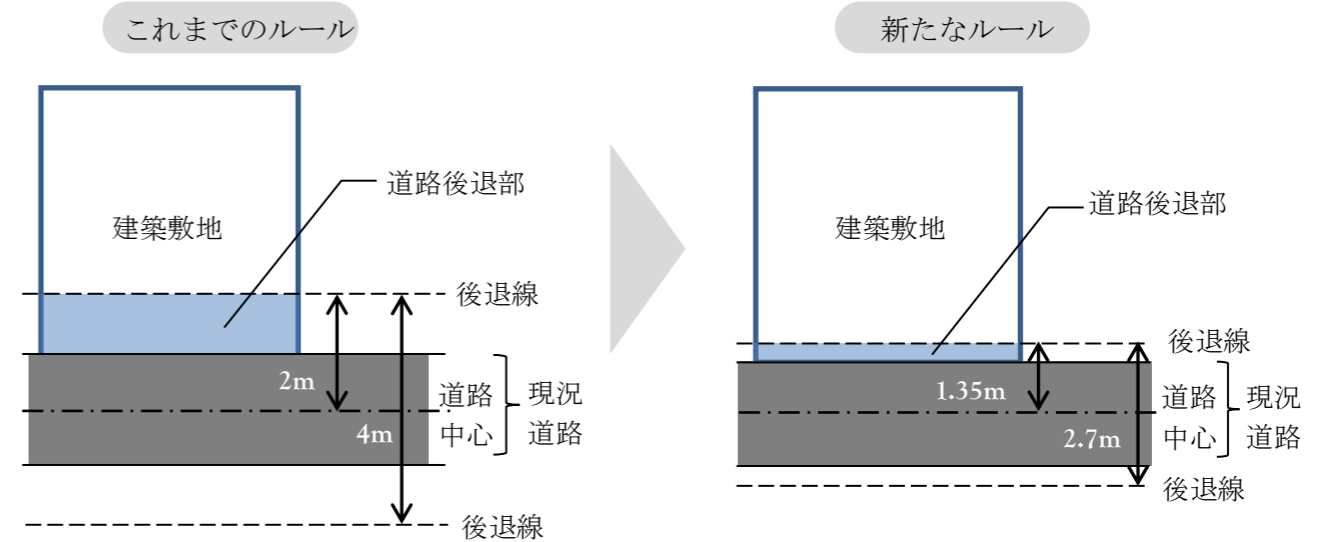 これまでのルール
建築敷地
道路後退部
後退線
2m
4m
道路
中心
現況
道路
後退線
新たなルール
建築敷地
道路後退部
後退線
1.35m
2.7m
道路
中心
現況
道路
後退線